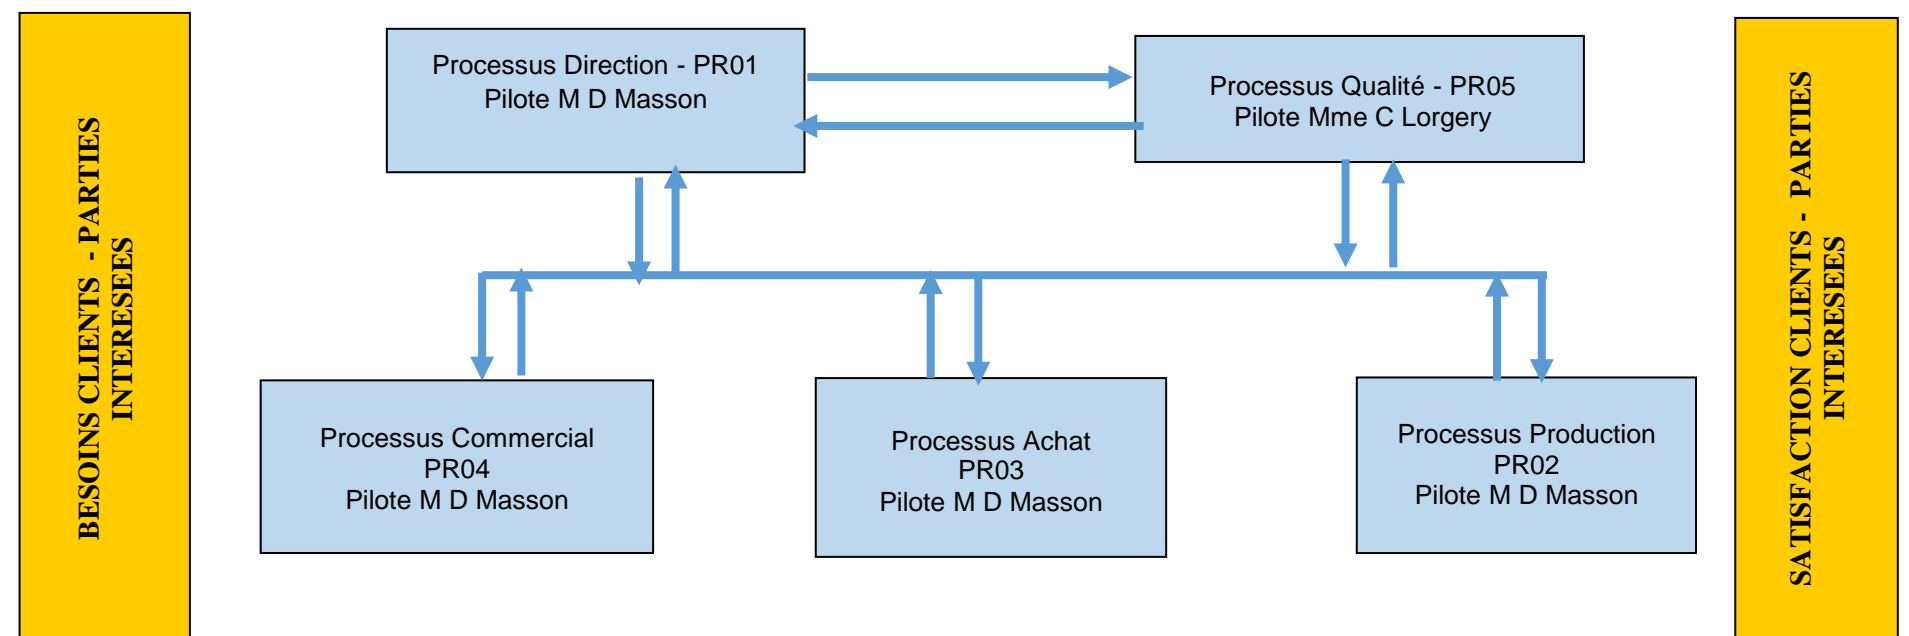 BESOINS CLIENTS - PARTIES
INTERESEES
Processus Direction - PR01
Pilote M D Masson
Processus Qualité - PR05
Pilote Mme C Lorgery
Processus Commercial
PR04
Pilote M D Masson
Processus Achat
PR03
Pilote M D Masson
Processus Production
PR02
Pilote M D Masson
SATISFACTION CLIENTS - PARTIES
INTERESEES